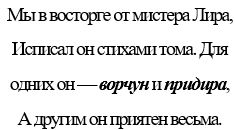 Мы в восторге от мистера Лира,
Исписал он стихами тома. Для
одних он — ворчун и придира,
А другим он приятен весьма.